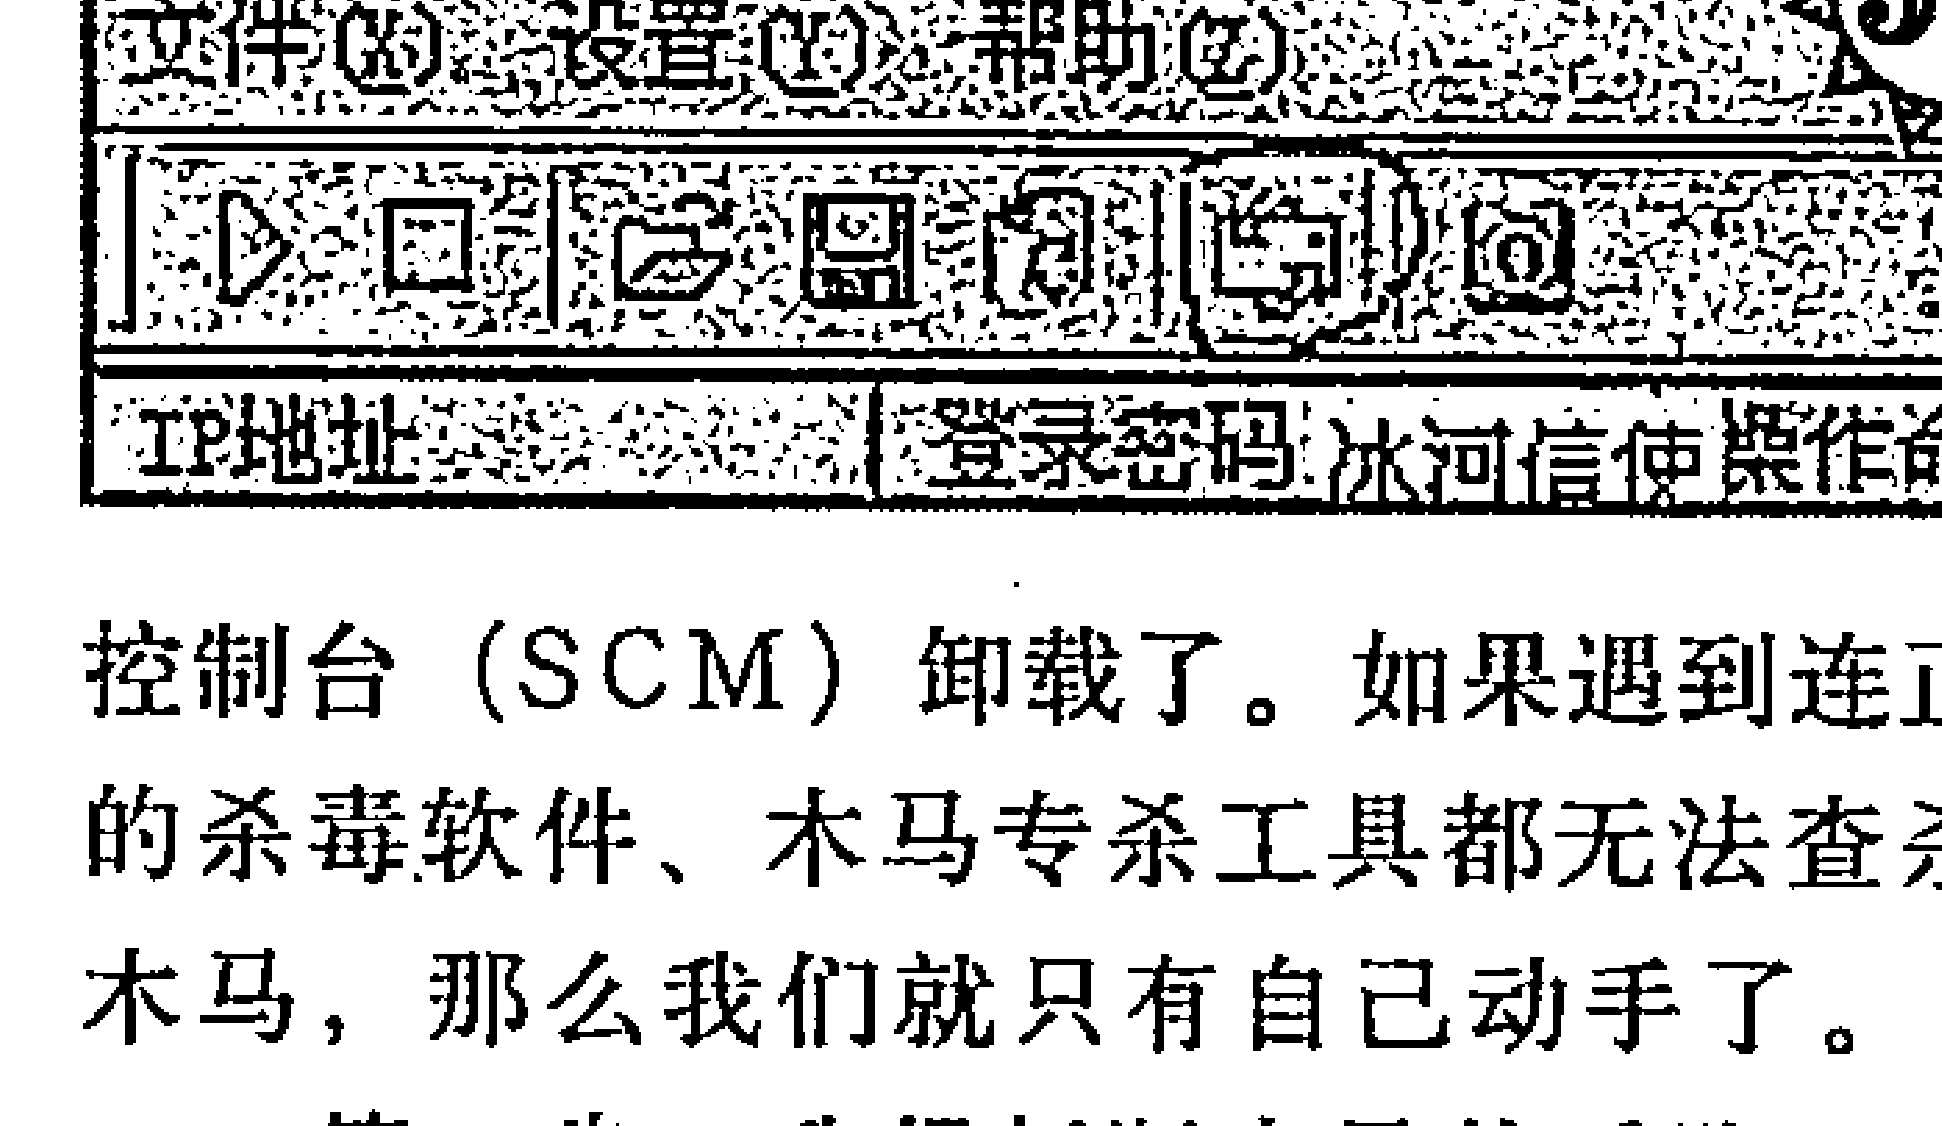 文件(X) 设置(Y) 帮助(Z)
IP地址 登录密码 冰河信使 操作
控制台（SCM）卸载了。如果遇到连
的杀毒软件、木马专杀工具都无法查
木马，那么我们就只有自己动手了。